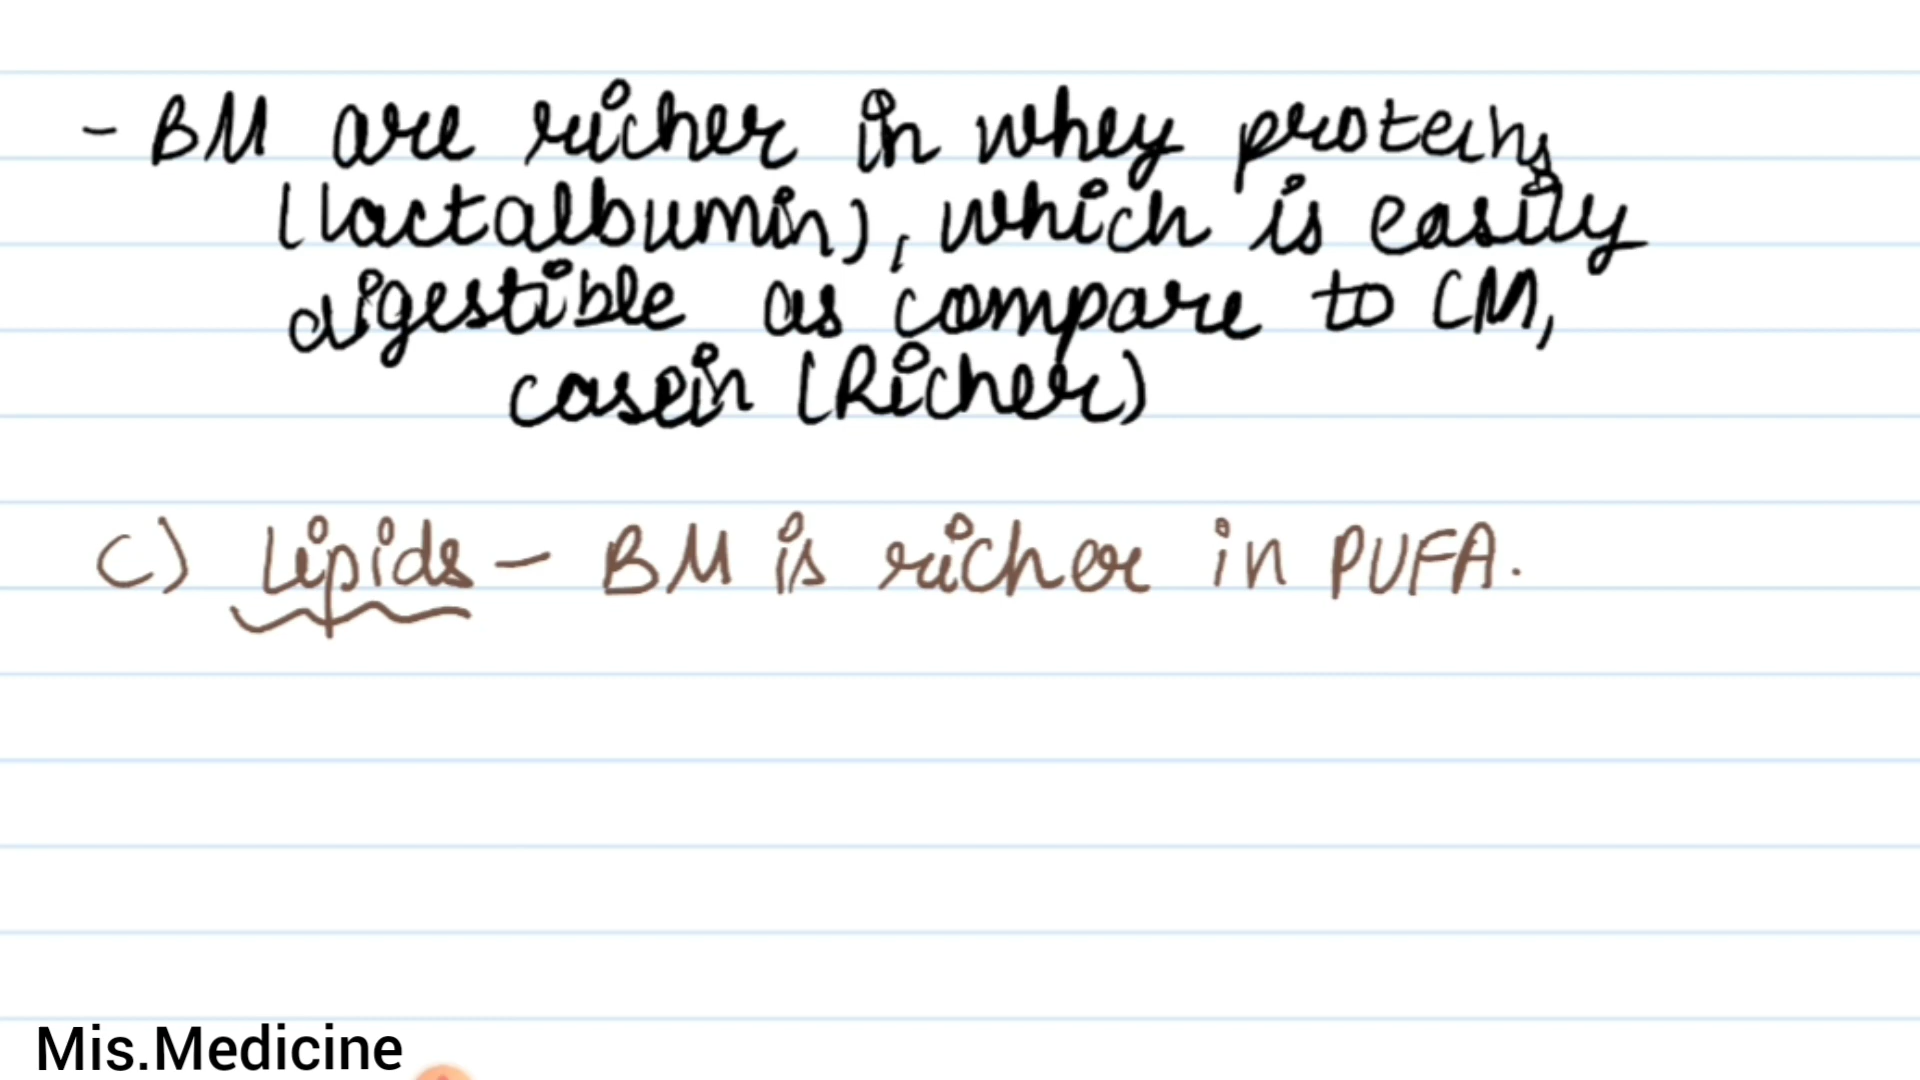 - BM are richer in whey proteins
(lactalbumin), which is easily
digestible as compare to CM,
casein (Richer)
C) Lipids - BM is richer in PUFA.
Mis.Medicine